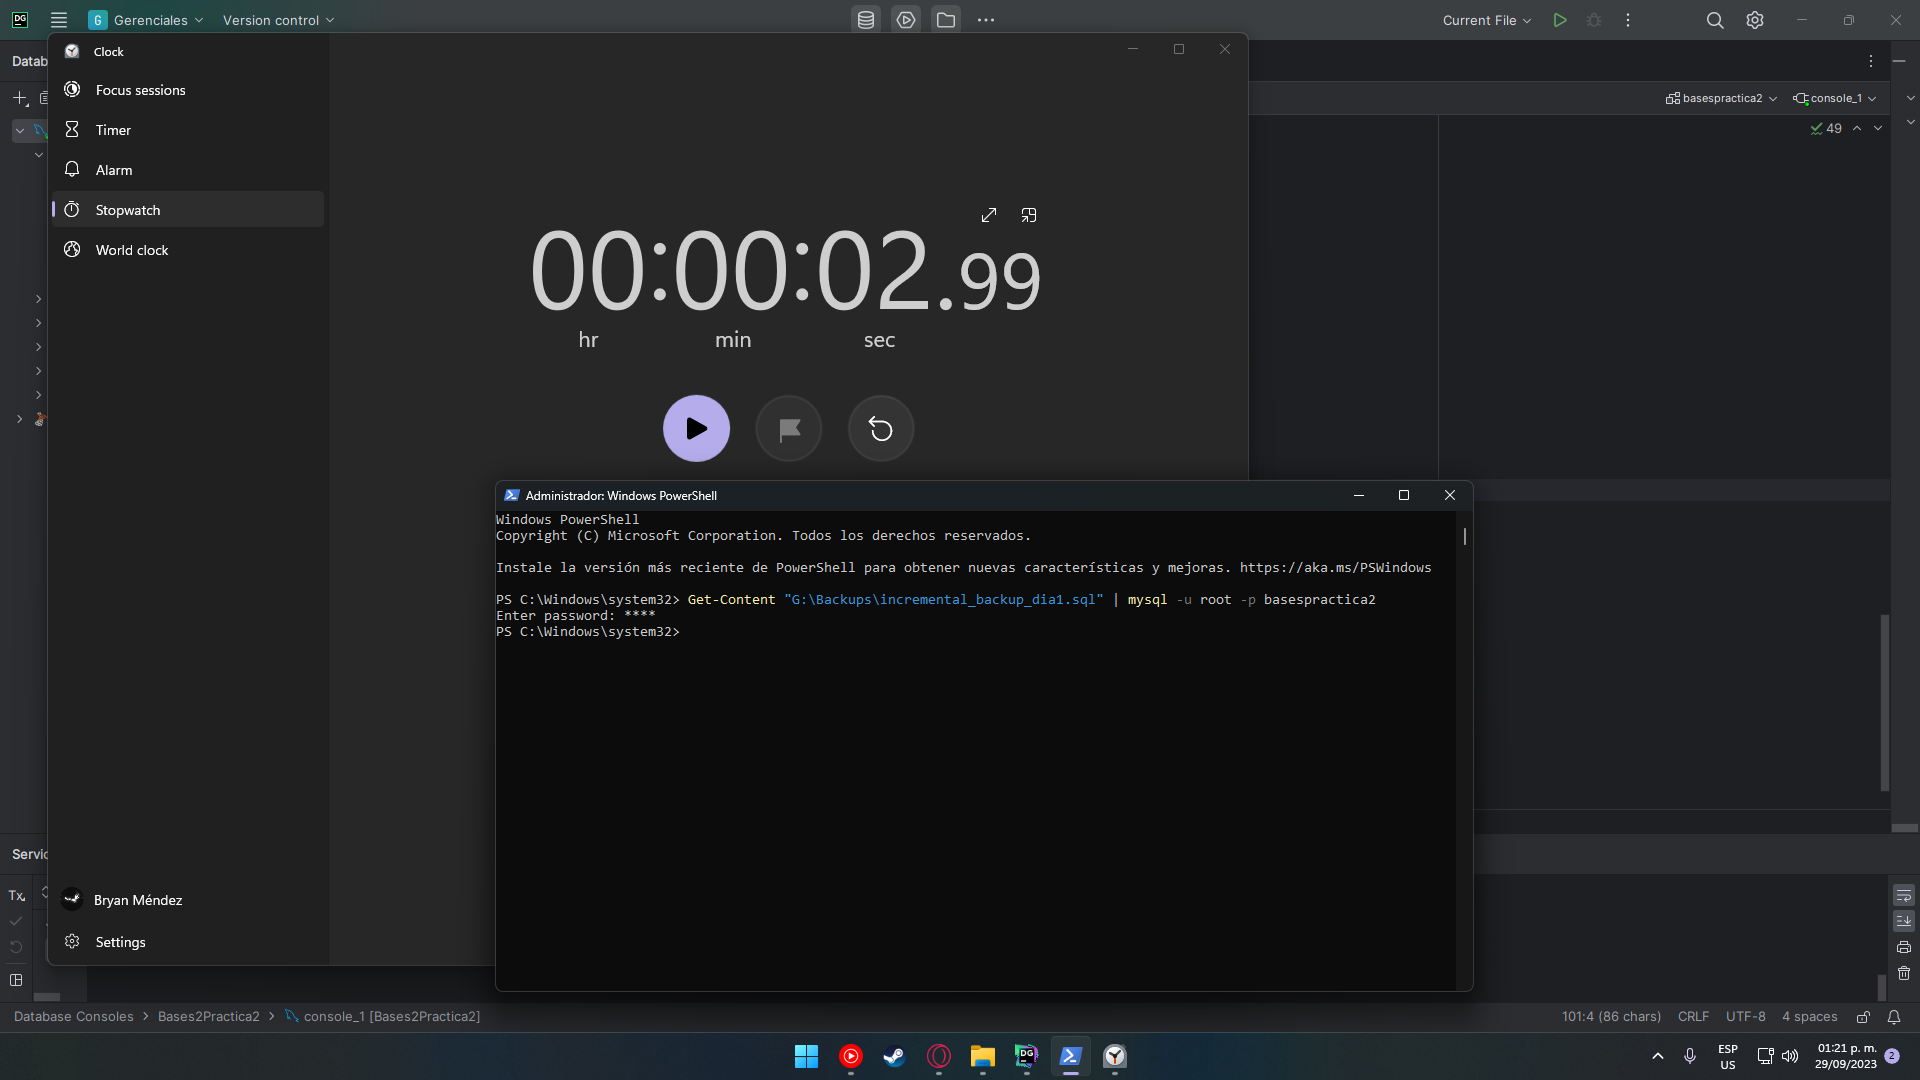 DG
G Gerenciales
Version control
Current File
Datab
Clock
Focus sessions
Timer
Alarm
Stopwatch
World clock
00:00:02.99
hr min sec
basespractica2
console_1
49
Administrador: Windows PowerShell
Windows PowerShell
Copyright (C) Microsoft Corporation. Todos los derechos reservados.
Instale la versión más reciente de PowerShell para obtener nuevas características y mejoras. https://aka.ms/PSWindows
PS C:\Windows\system32> Get-Content "G:\Backups\incremental_backup_dia1.sql" | mysql -u root -p basespractica2
Enter password: ****
PS C:\Windows\system32>
Servic
Tx
Bryan Méndez
Settings
Database Consoles > Bases2Practica2 > console_1 [Bases2Practica2]
101:4 (86 chars) CRLF UTF-8 4 spaces
DG
ESP
US
01:21 p. m.
29/09/2023
2